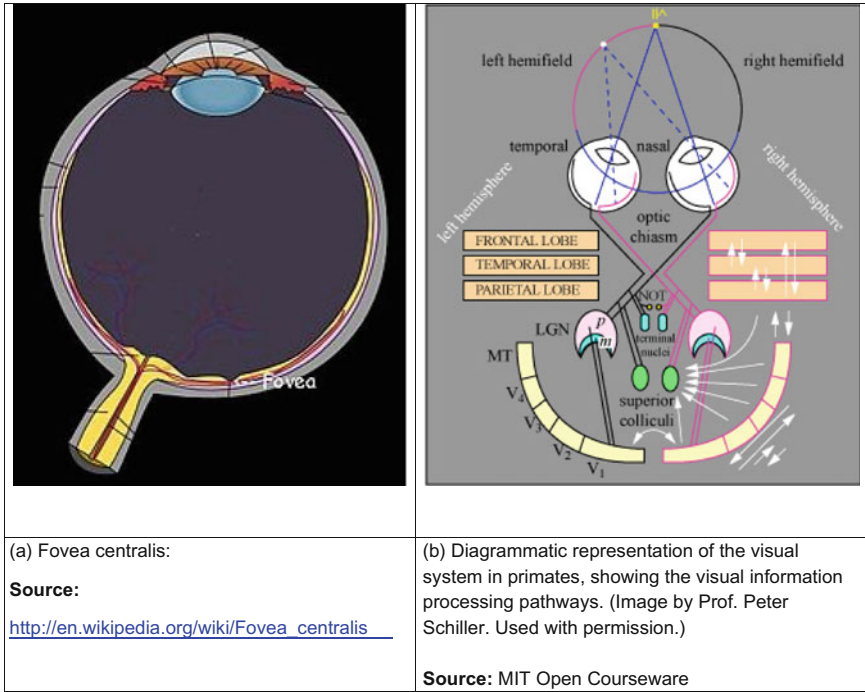 Fovea
left hemifield
right hemifield
temporal
nasal
left hemisphere
right hemisphere
optic
chiasm
FRONTAL LOBE
TEMPORAL LOBE
PARIETAL LOBE
NOT
LGN
p
m
terminal
nuclei
MT
superior
colliculi
V4
V3
V2
V1
(a) Fovea centralis:
Source:
http://en.wikipedia.org/wiki/Fovea_centralis
(b) Diagrammatic representation of the visual
system in primates, showing the visual information
processing pathways. (Image by Prof. Peter
Schiller. Used with permission.)
Source: MIT Open Courseware